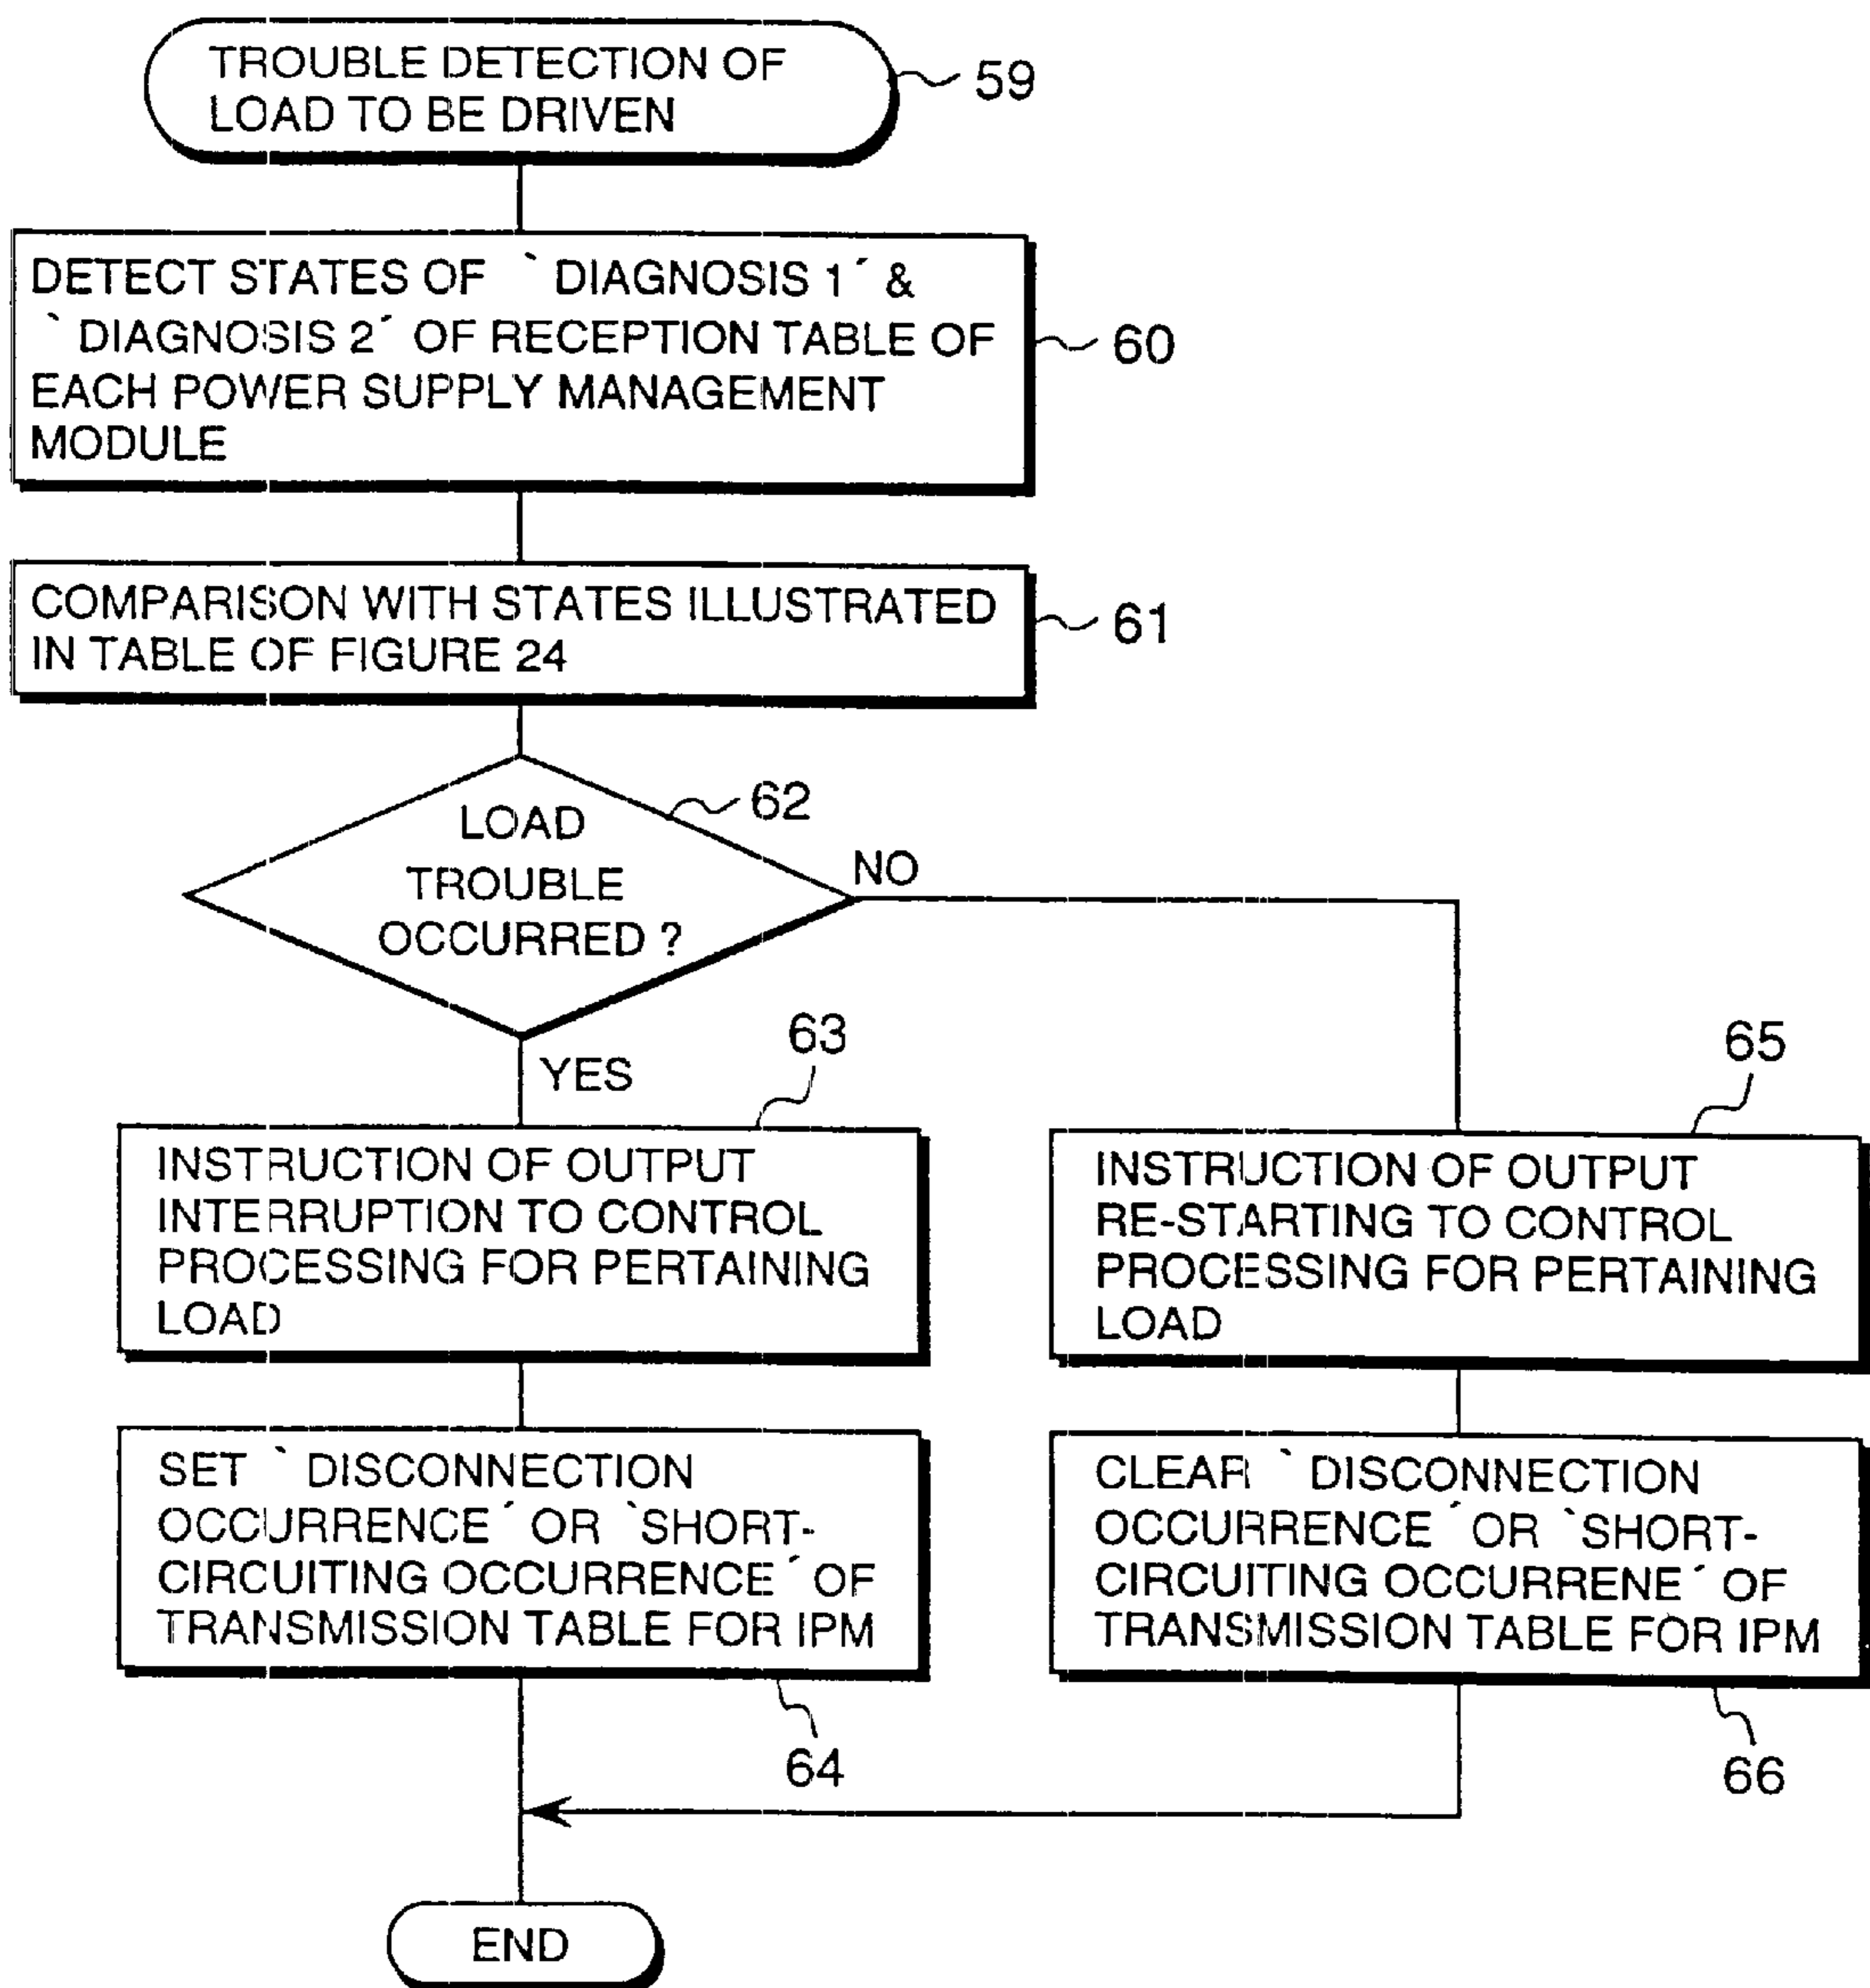 TROUBLE DETECTION OF
LOAD TO BE DRIVEN
59
DETECT STATES OF `DIAGNOSIS 1´ &
`DIAGNOSIS 2´ OF RECEPTION TABLE OF
EACH POWER SUPPLY MANAGEMENT
MODULE
60
COMPARISON WITH STATES ILLUSTRATED
IN TABLE OF FIGURE 24
61
LOAD
TROUBLE
OCCURRED ?
62
NO
YES
63
INSTRUCTION OF OUTPUT
INTERRUPTION TO CONTROL
PROCESSING FOR PERTAINING
LOAD
65
INSTRUCTION OF OUTPUT
RE-STARTING TO CONTROL
PROCESSING FOR PERTAINING
LOAD
SET `DISCONNECTION
OCCURRENCE´ OR `SHORT-
CIRCUITING OCCURRENCE´ OF
TRANSMISSION TABLE FOR IPM
64
CLEAR `DISCONNECTION
OCCURRENCE´ OR `SHORT-
CIRCUITING OCCURRENE´ OF
TRANSMISSION TABLE FOR IPM
66
END